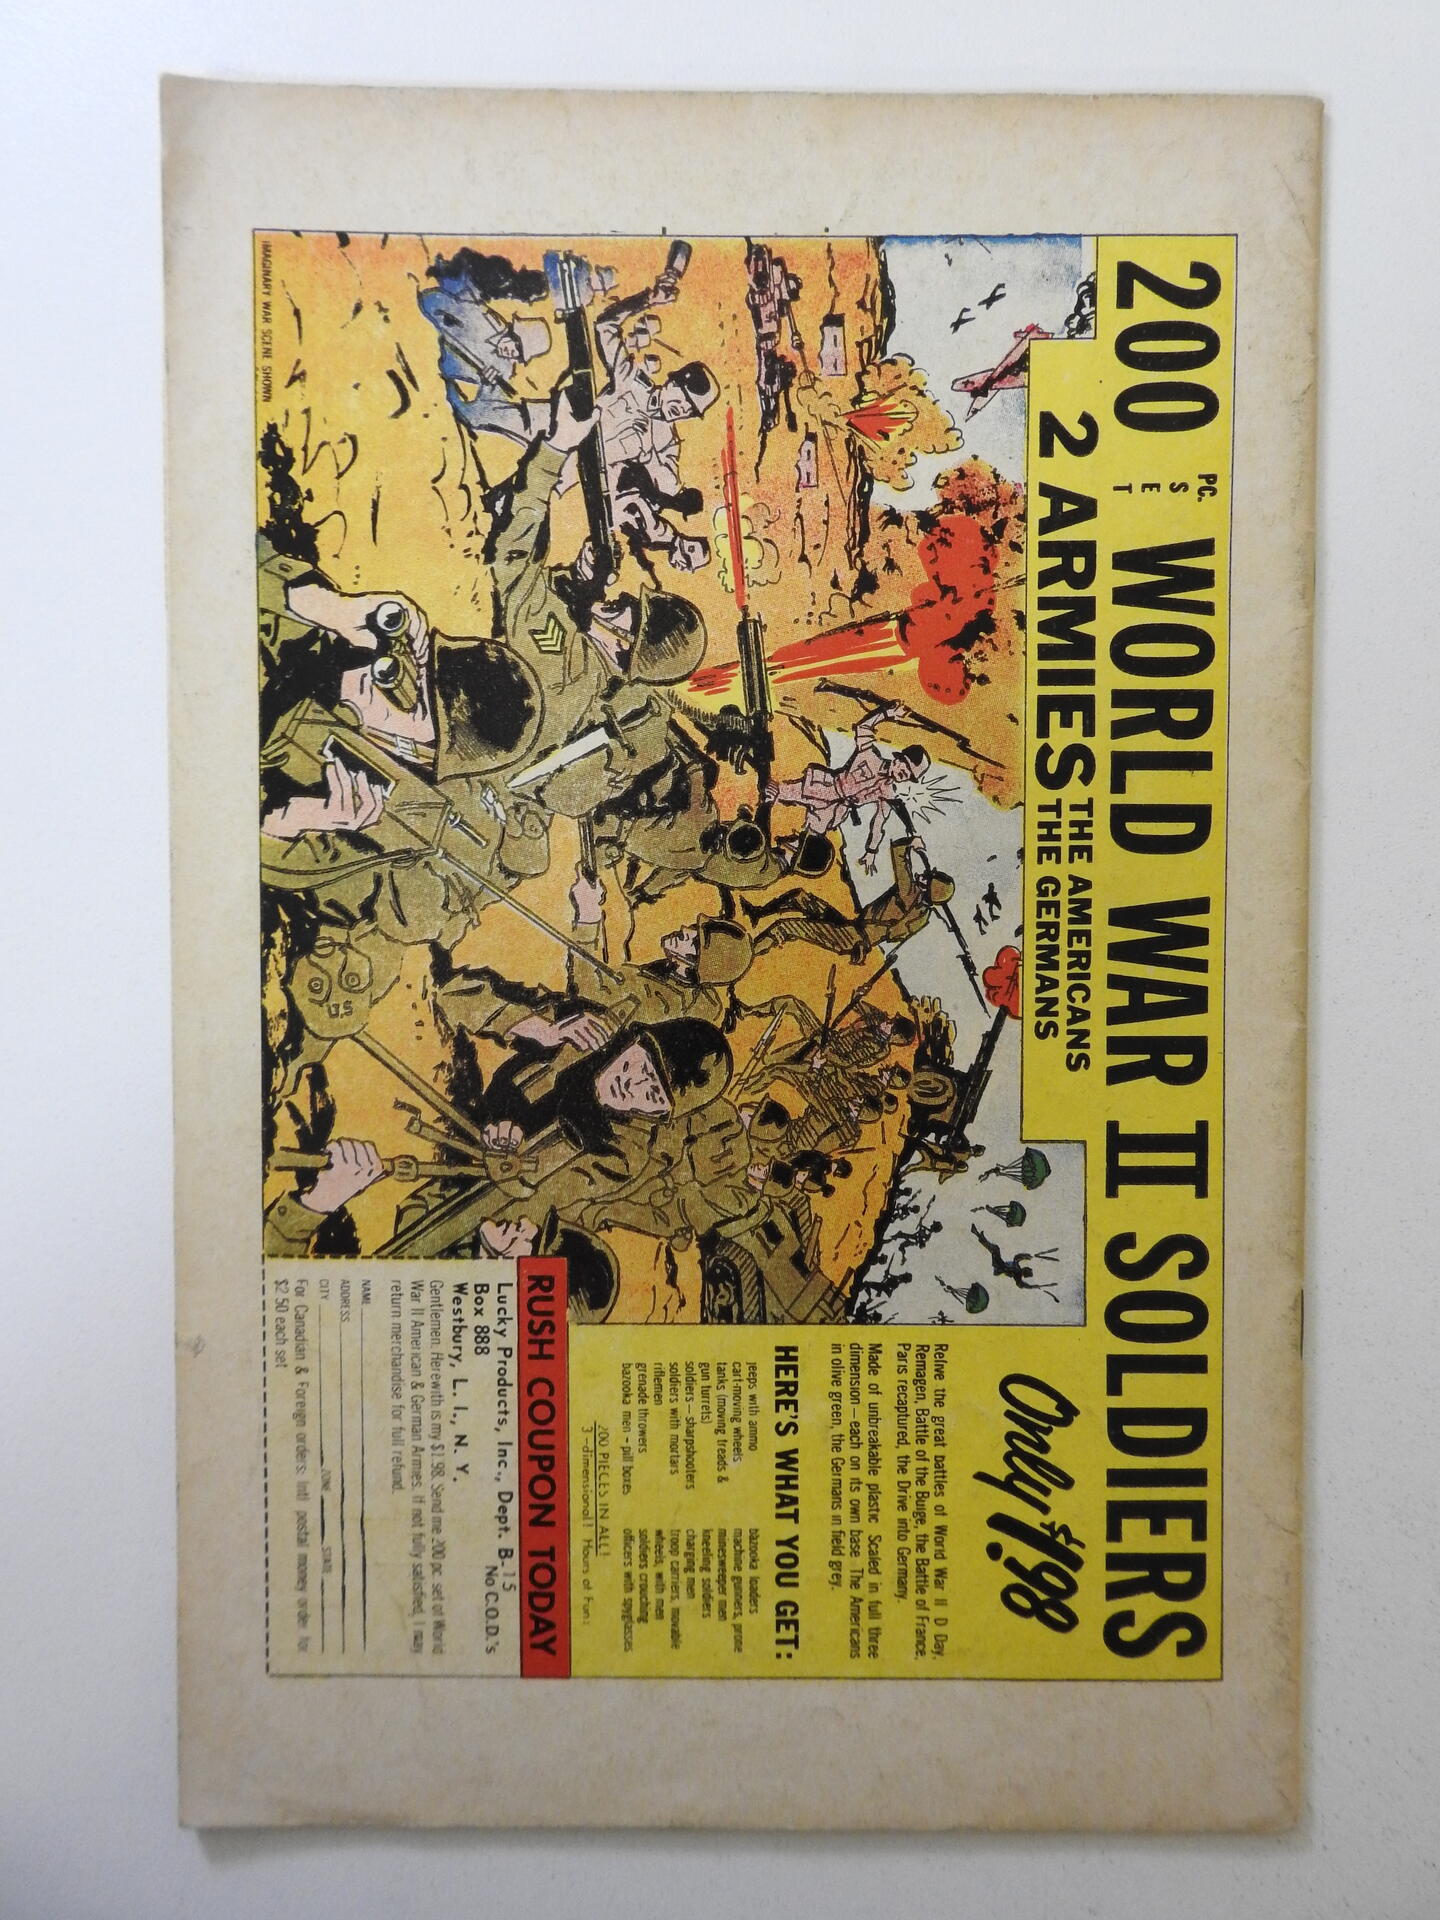 200 PC. SET WORLD WAR II SOLDIERS
2 ARMIES THE AMERICANS
THE GERMANS
Only $1.98
Relive the great battles of World War II D Day,
Remagen, Battle of the Bulge, the Battle of France,
Paris recaptured, the Drive into Germany.
Made of unbreakable plastic Scaled in full three
dimension—each on its own base The Americans
in olive green, the Germans in field grey.
HERE'S WHAT YOU GET:
jeeps with ammo
cart-moving wheels
tanks (moving treads &
gun turrets)
soldiers—sharpshooters
soldiers with mortars
riflemen
grenade throwers
bazooka men - pill boxes
bazooka loaders
machine gunners, prone
minesweeper men
kneeling soldiers
charging men
troop carriers, movable
wheels, with men
soldiers crouching
officers with spyglasses
200 PIECES IN ALL!
3-dimensional! Hours of Fun!
RUSH COUPON TODAY
Lucky Products, Inc., Dept. B-15
Box 888 No C.O.D.'s
Westbury, L. I., N. Y.
Gentlemen: Herewith is my $1.98. Send me 200 pc. set of World
War II American & German Armies. If not fully satisfied, I may
return merchandise for full refund.
NAME
ADDRESS
CITY ZONE STATE
For Canadian & Foreign orders: Intl postal money order for
$2.50 each set
IMAGINARY WAR SCENE SHOWN